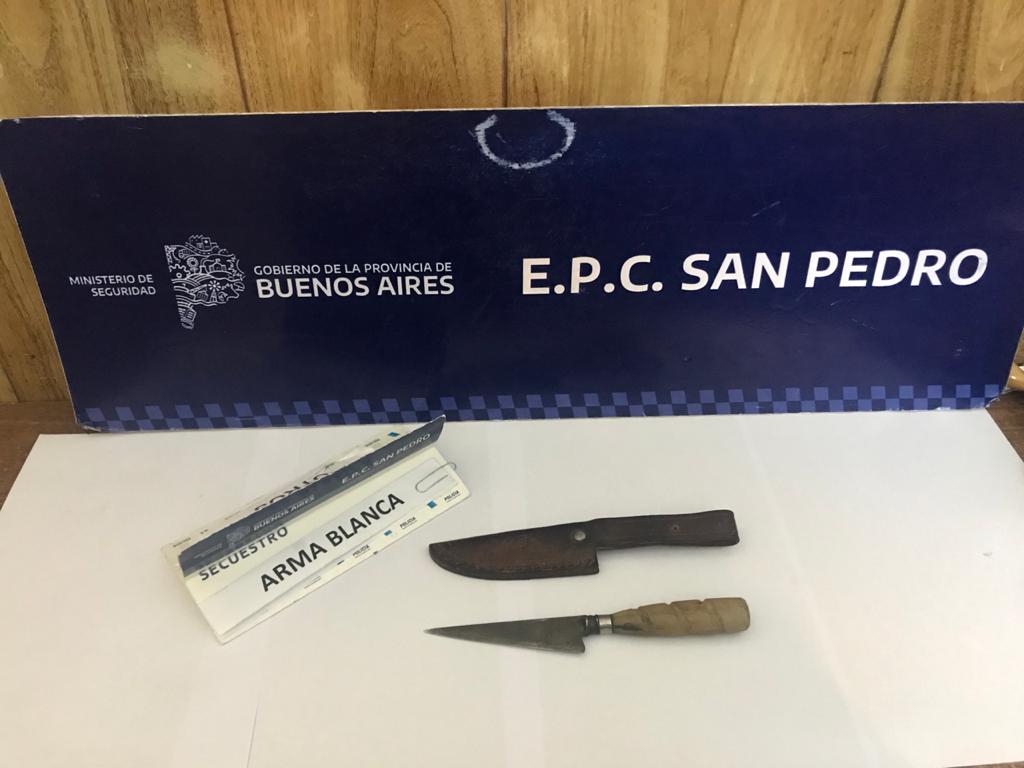 MINISTERIO DE
SEGURIDAD
GOBIERNO DE LA PROVINCIA DE
BUENOS AIRES
E.P.C. SAN PEDRO
BUENOS AIRES
E.P.C. SAN PEDRO
SECUESTRO
ARMA BLANCA
POLICIA
POLICIA
POLICIA